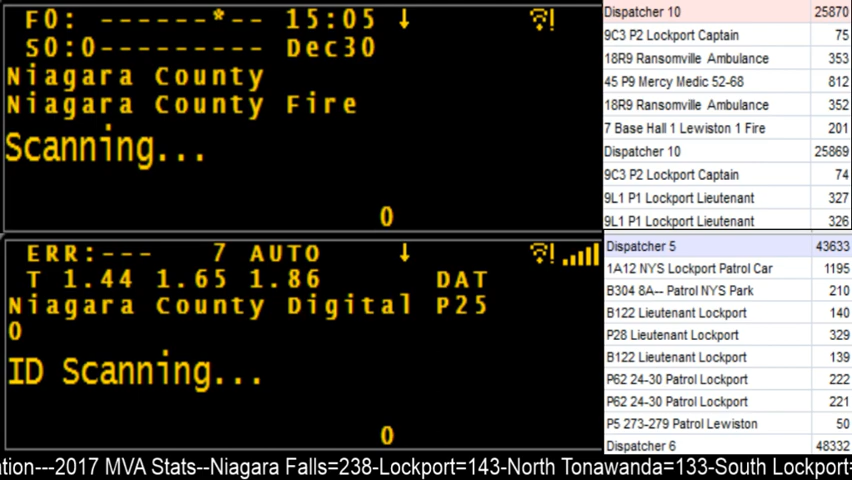 F0: ------*-- 15:05 ↓
S0:0--------- Dec30
Niagara County
Niagara County Fire
Scanning...
0
Dispatcher 10 25870
9C3 P2 Lockport Captain 75
18R9 Ransomville Ambulance 353
45 P9 Mercy Medic 52-68 812
18R9 Ransomville Ambulance 352
7 Base Hall 1 Lewiston 1 Fire 201
Dispatcher 10 25869
9C3 P2 Lockport Captain 74
9L1 P1 Lockport Lieutenant 327
9L1 P1 Lockport Lieutenant 326
ERR:--- 7 AUTO ↓
T 1.44 1.65 1.86 DAT
Niagara County Digital P25
0
ID Scanning...
0
Dispatcher 5 43633
1A12 NYS Lockport Patrol Car 1195
B304 8A-- Patrol NYS Park 210
B122 Lieutenant Lockport 140
P28 Lieutenant Lockport 329
B122 Lieutenant Lockport 139
P62 24-30 Patrol Lockport 222
P62 24-30 Patrol Lockport 221
P5 273-279 Patrol Lewiston 50
Dispatcher 6 48332
ntion---2017 MVA Stats--Niagara Falls=238-Lockport=143-North Tonawanda=133-South Lockport=